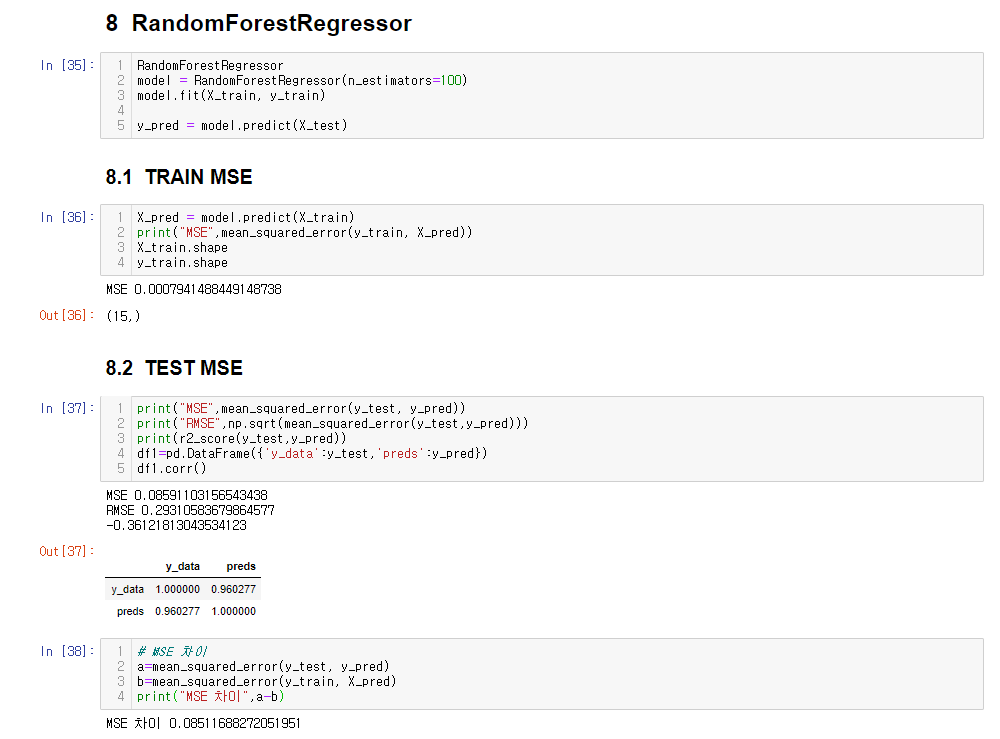 8 RandomForestRegressor
In [35]:
1 RandomForestRegressor
2 model = RandomForestRegressor(n_estimators=100)
3 model.fit(X_train, y_train)
4
5 y_pred = model.predict(X_test)
8.1 TRAIN MSE
In [36]:
1 X_pred = model.predict(X_train)
2 print("MSE",mean_squared_error(y_train, X_pred))
3 X_train.shape
4 y_train.shape
MSE 0.0007941488449148738
Out[36]: (15,)
8.2 TEST MSE
In [37]:
1 print("MSE",mean_squared_error(y_test, y_pred))
2 print("RMSE",np.sqrt(mean_squared_error(y_test,y_pred)))
3 print(r2_score(y_test,y_pred))
4 df1=pd.DataFrame({'y_data':y_test,'preds':y_pred})
5 df1.corr()
MSE 0.08591103156543438
RMSE 0.29310583679864577
-0.36121813043534123
Out[37]:
y_data preds
y_data 1.000000 0.960277
preds 0.960277 1.000000
In [38]:
1 # MSE 차이
2 a=mean_squared_error(y_test, y_pred)
3 b=mean_squared_error(y_train, X_pred)
4 print("MSE 차이",a-b)
MSE 차이 0.08511688272051951